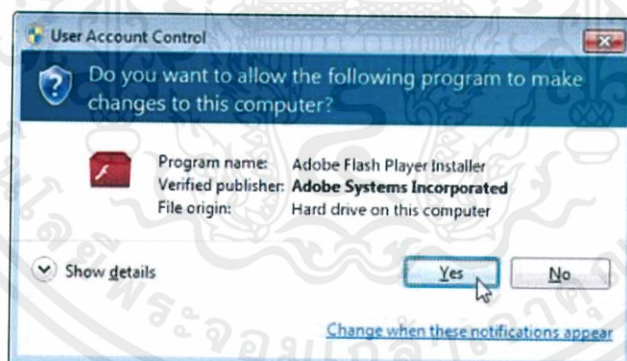 User Account Control
Do you want to allow the following program to make
changes to this computer?
Program name: Adobe Flash Player Installer
Verified publisher: Adobe Systems Incorporated
File origin: Hard drive on this computer
Show details
Yes
No
Change when these notifications appear